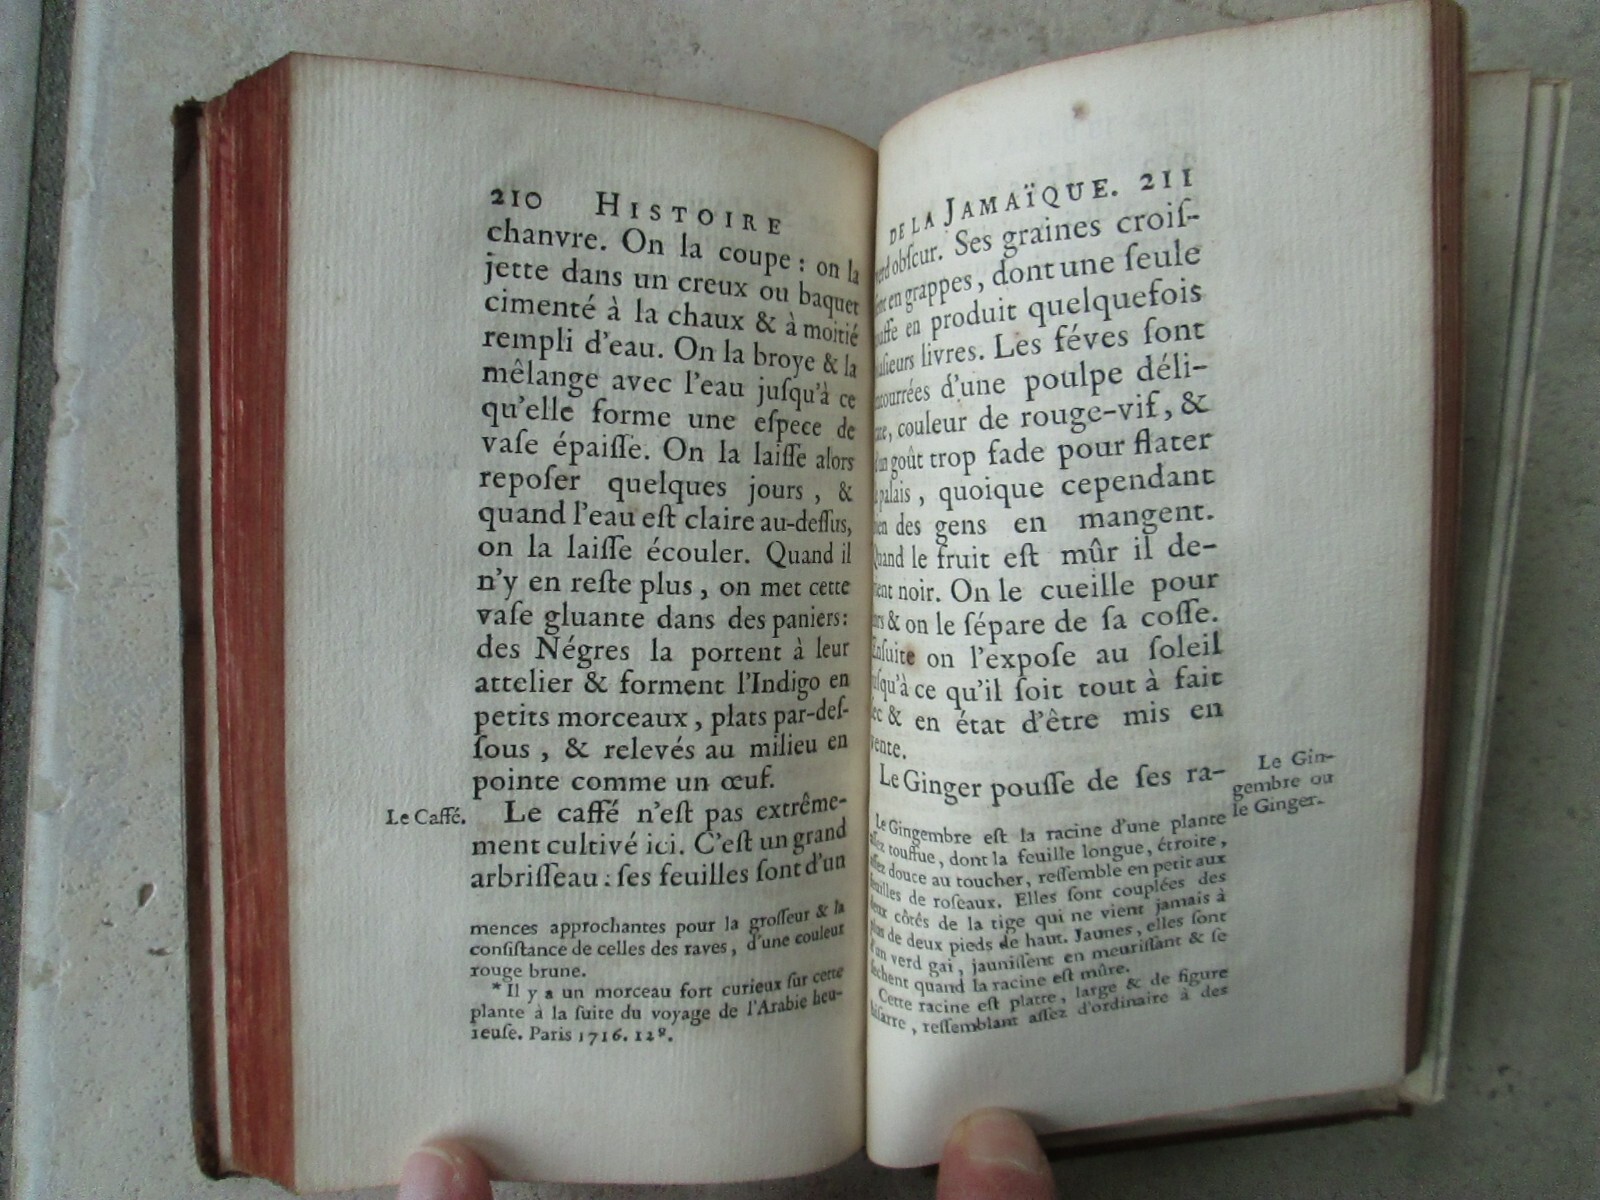 210 HISTOIRE
chanvre. On la coupe : on la
jette dans un creux ou baquet
cimenté à la chaux & à moitié
rempli d'eau. On la broye & la
mêlange avec l'eau juſqu'à ce
qu'elle forme une eſpece de
vaſe épaiſſe. On la laiſſe alors
repoſer quelques jours , &
quand l'eau eſt claire au-deſſus,
on la laiſſe écouler. Quand il
n'y en reſte plus , on met cette
vaſe gluante dans des paniers :
des Négres la portent à leur
attelier & forment l'Indigo en
petits morceaux , plats par-deſ-
ſous , & relevés au milieu en
pointe comme un œuf.
Le Caffé.
Le caffé n'eſt pas extrême-
ment cultivé ici. C'eſt un grand
arbriſſeau : ſes feuilles ſont d'un
mences approchantes pour la groſſeur & la
conſiſtance de celles des raves , d'une couleur
rouge brune.
* Il y a un morceau fort curieux ſur cette
plante à la ſuite du voyage de l'Arabie heu-
reuſe. Paris 1716. 12°.
DE LA JAMAÏQUE. 211
obſcur. Ses graines croiſ-
en grappes , dont une ſeule
en produit quelquefois
livres. Les féves ſont
d'une poulpe déli-
couleur de rouge-vif , &
goût trop fade pour flater
palais , quoique cependant
des gens en mangent.
Quand le fruit eſt mûr il de-
noir. On le cueille pour
& on le ſépare de ſa coſſe.
Enſuite on l'expoſe au ſoleil
juſqu'à ce qu'il ſoit tout à fait
& en état d'être mis en
vente.
Le Ginger pouſſe de ſes ra-
Le Gin-
gembre ou
le Ginger.
Le Gingembre eſt la racine d'une plante
aſſez touffue , dont la feuille longue , étroite ,
aſſez douce au toucher , reſſemble en petit aux
feuilles de roſeaux. Elles ſont couplées des
deux côtés de la tige qui ne vient jamais à
plus de deux pieds de haut. Jaunes , elles ſont
d'un verd gai , jauniſſent en meuriſſant & ſe
ſechent quand la racine eſt mûre.
Cette racine eſt platte , large & de figure
biſarre , reſſemblant aſſez d'ordinaire à des